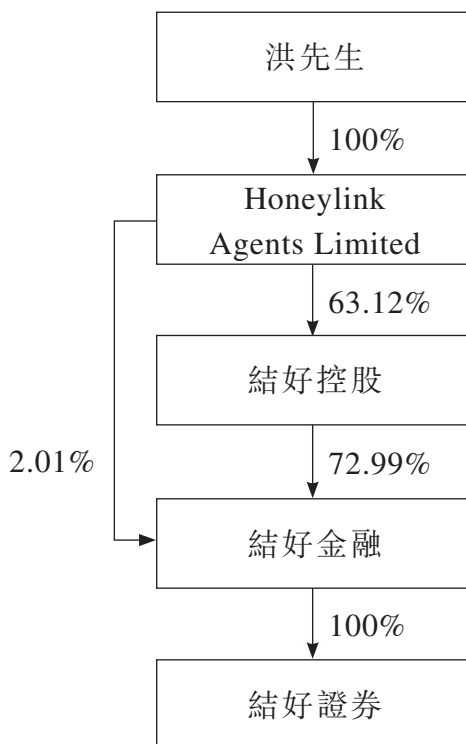 洪先生
100%
Honeylink
Agents Limited
63.12%
結好控股
2.01%
72.99%
結好金融
100%
結好證券